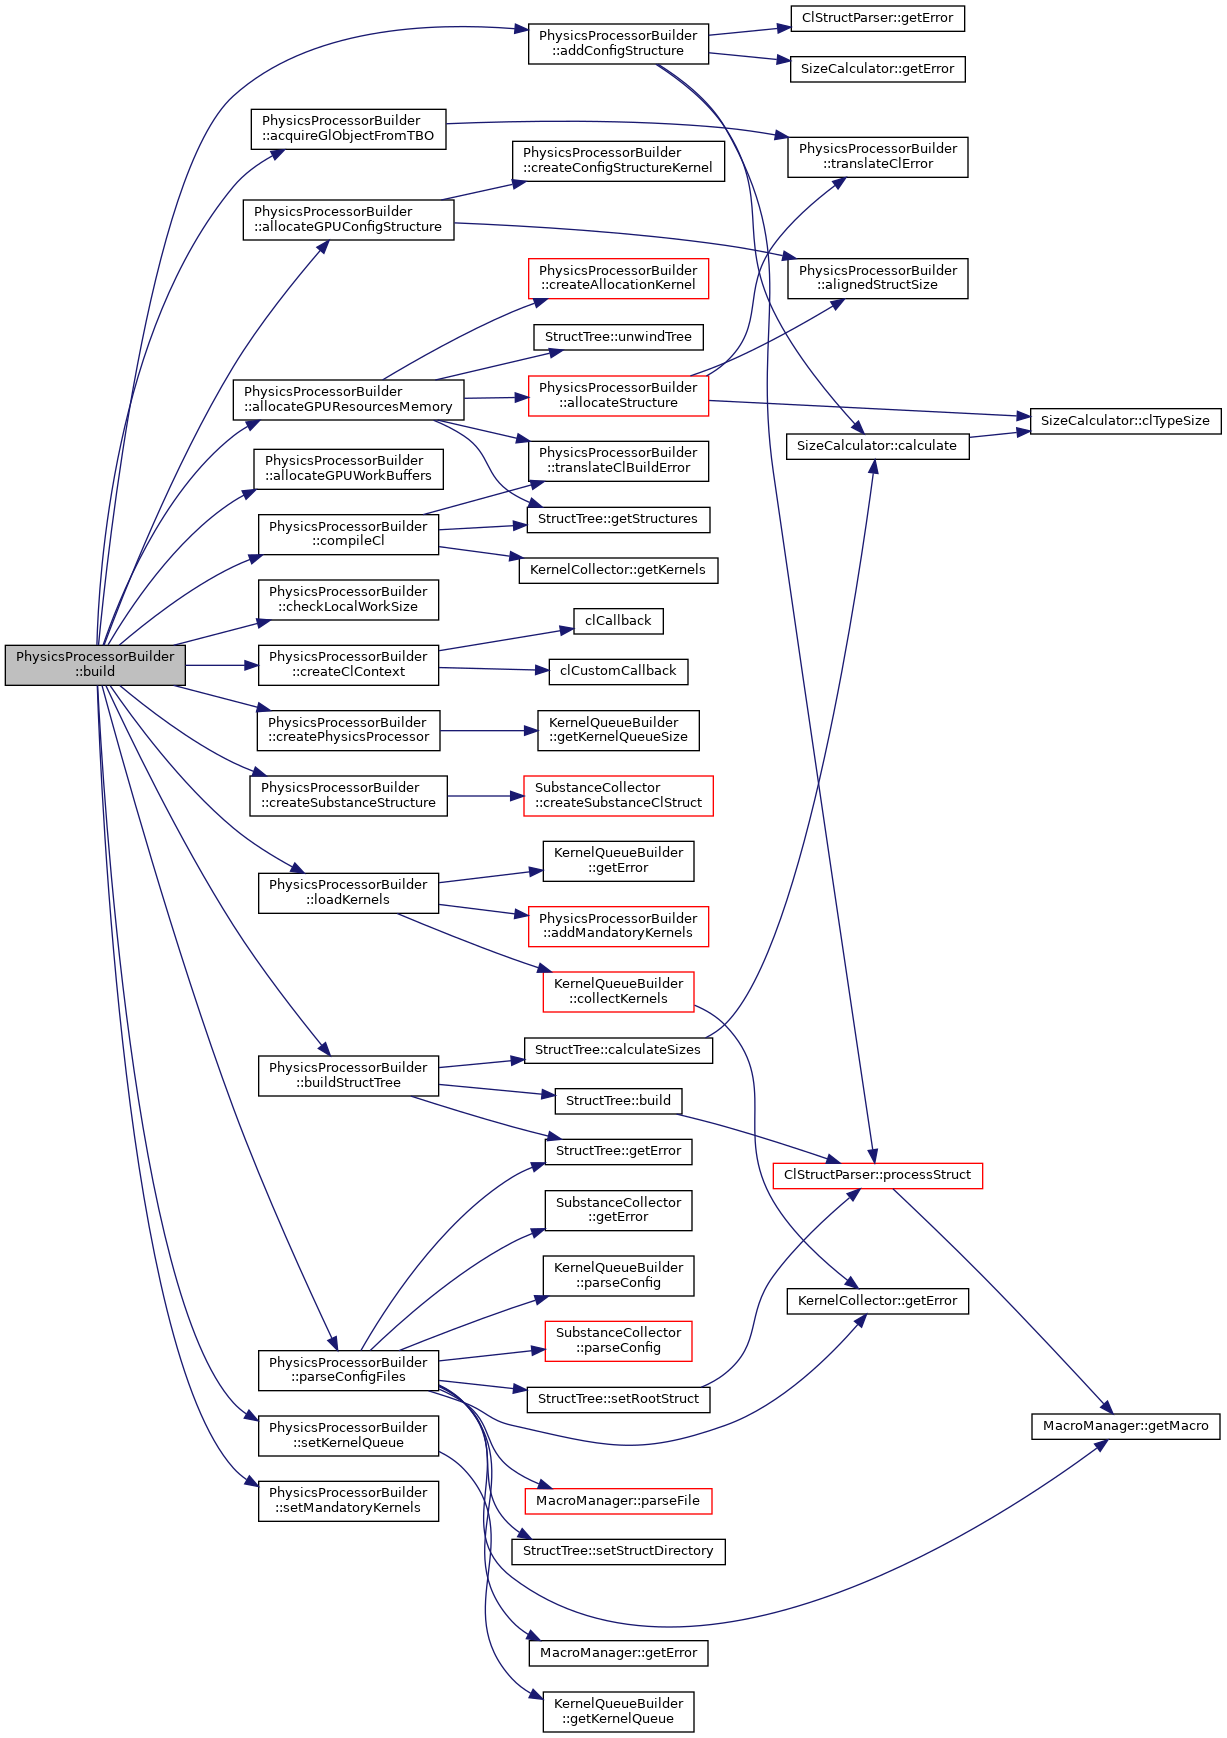 PhysicsProcessorBuilder
::build
PhysicsProcessorBuilder
::addConfigStructure
PhysicsProcessorBuilder
::acquireGlObjectFromTBO
PhysicsProcessorBuilder
::allocateGPUConfigStructure
PhysicsProcessorBuilder
::allocateGPUResourcesMemory
PhysicsProcessorBuilder
::allocateGPUWorkBuffers
PhysicsProcessorBuilder
::compileCl
PhysicsProcessorBuilder
::checkLocalWorkSize
PhysicsProcessorBuilder
::createClContext
PhysicsProcessorBuilder
::createPhysicsProcessor
PhysicsProcessorBuilder
::createSubstanceStructure
PhysicsProcessorBuilder
::loadKernels
PhysicsProcessorBuilder
::buildStructTree
PhysicsProcessorBuilder
::parseConfigFiles
PhysicsProcessorBuilder
::setKernelQueue
PhysicsProcessorBuilder
::setMandatoryKernels
PhysicsProcessorBuilder
::createConfigStructureKernel
PhysicsProcessorBuilder
::createAllocationKernel
StructTree::unwindTree
PhysicsProcessorBuilder
::allocateStructure
PhysicsProcessorBuilder
::translateClBuildError
StructTree::getStructures
KernelCollector::getKernels
clCallback
clCustomCallback
KernelQueueBuilder
::getKernelQueueSize
SubstanceCollector
::createSubstanceClStruct
KernelQueueBuilder
::getError
PhysicsProcessorBuilder
::addMandatoryKernels
KernelQueueBuilder
::collectKernels
StructTree::calculateSizes
StructTree::build
StructTree::getError
SubstanceCollector
::getError
KernelQueueBuilder
::parseConfig
SubstanceCollector
::parseConfig
StructTree::setRootStruct
MacroManager::parseFile
StructTree::setStructDirectory
MacroManager::getError
KernelQueueBuilder
::getKernelQueue
ClStructParser::getError
SizeCalculator::getError
PhysicsProcessorBuilder
::translateClError
PhysicsProcessorBuilder
::alignedStructSize
SizeCalculator::calculate
ClStructParser::processStruct
KernelCollector::getError
SizeCalculator::clTypeSize
MacroManager::getMacro